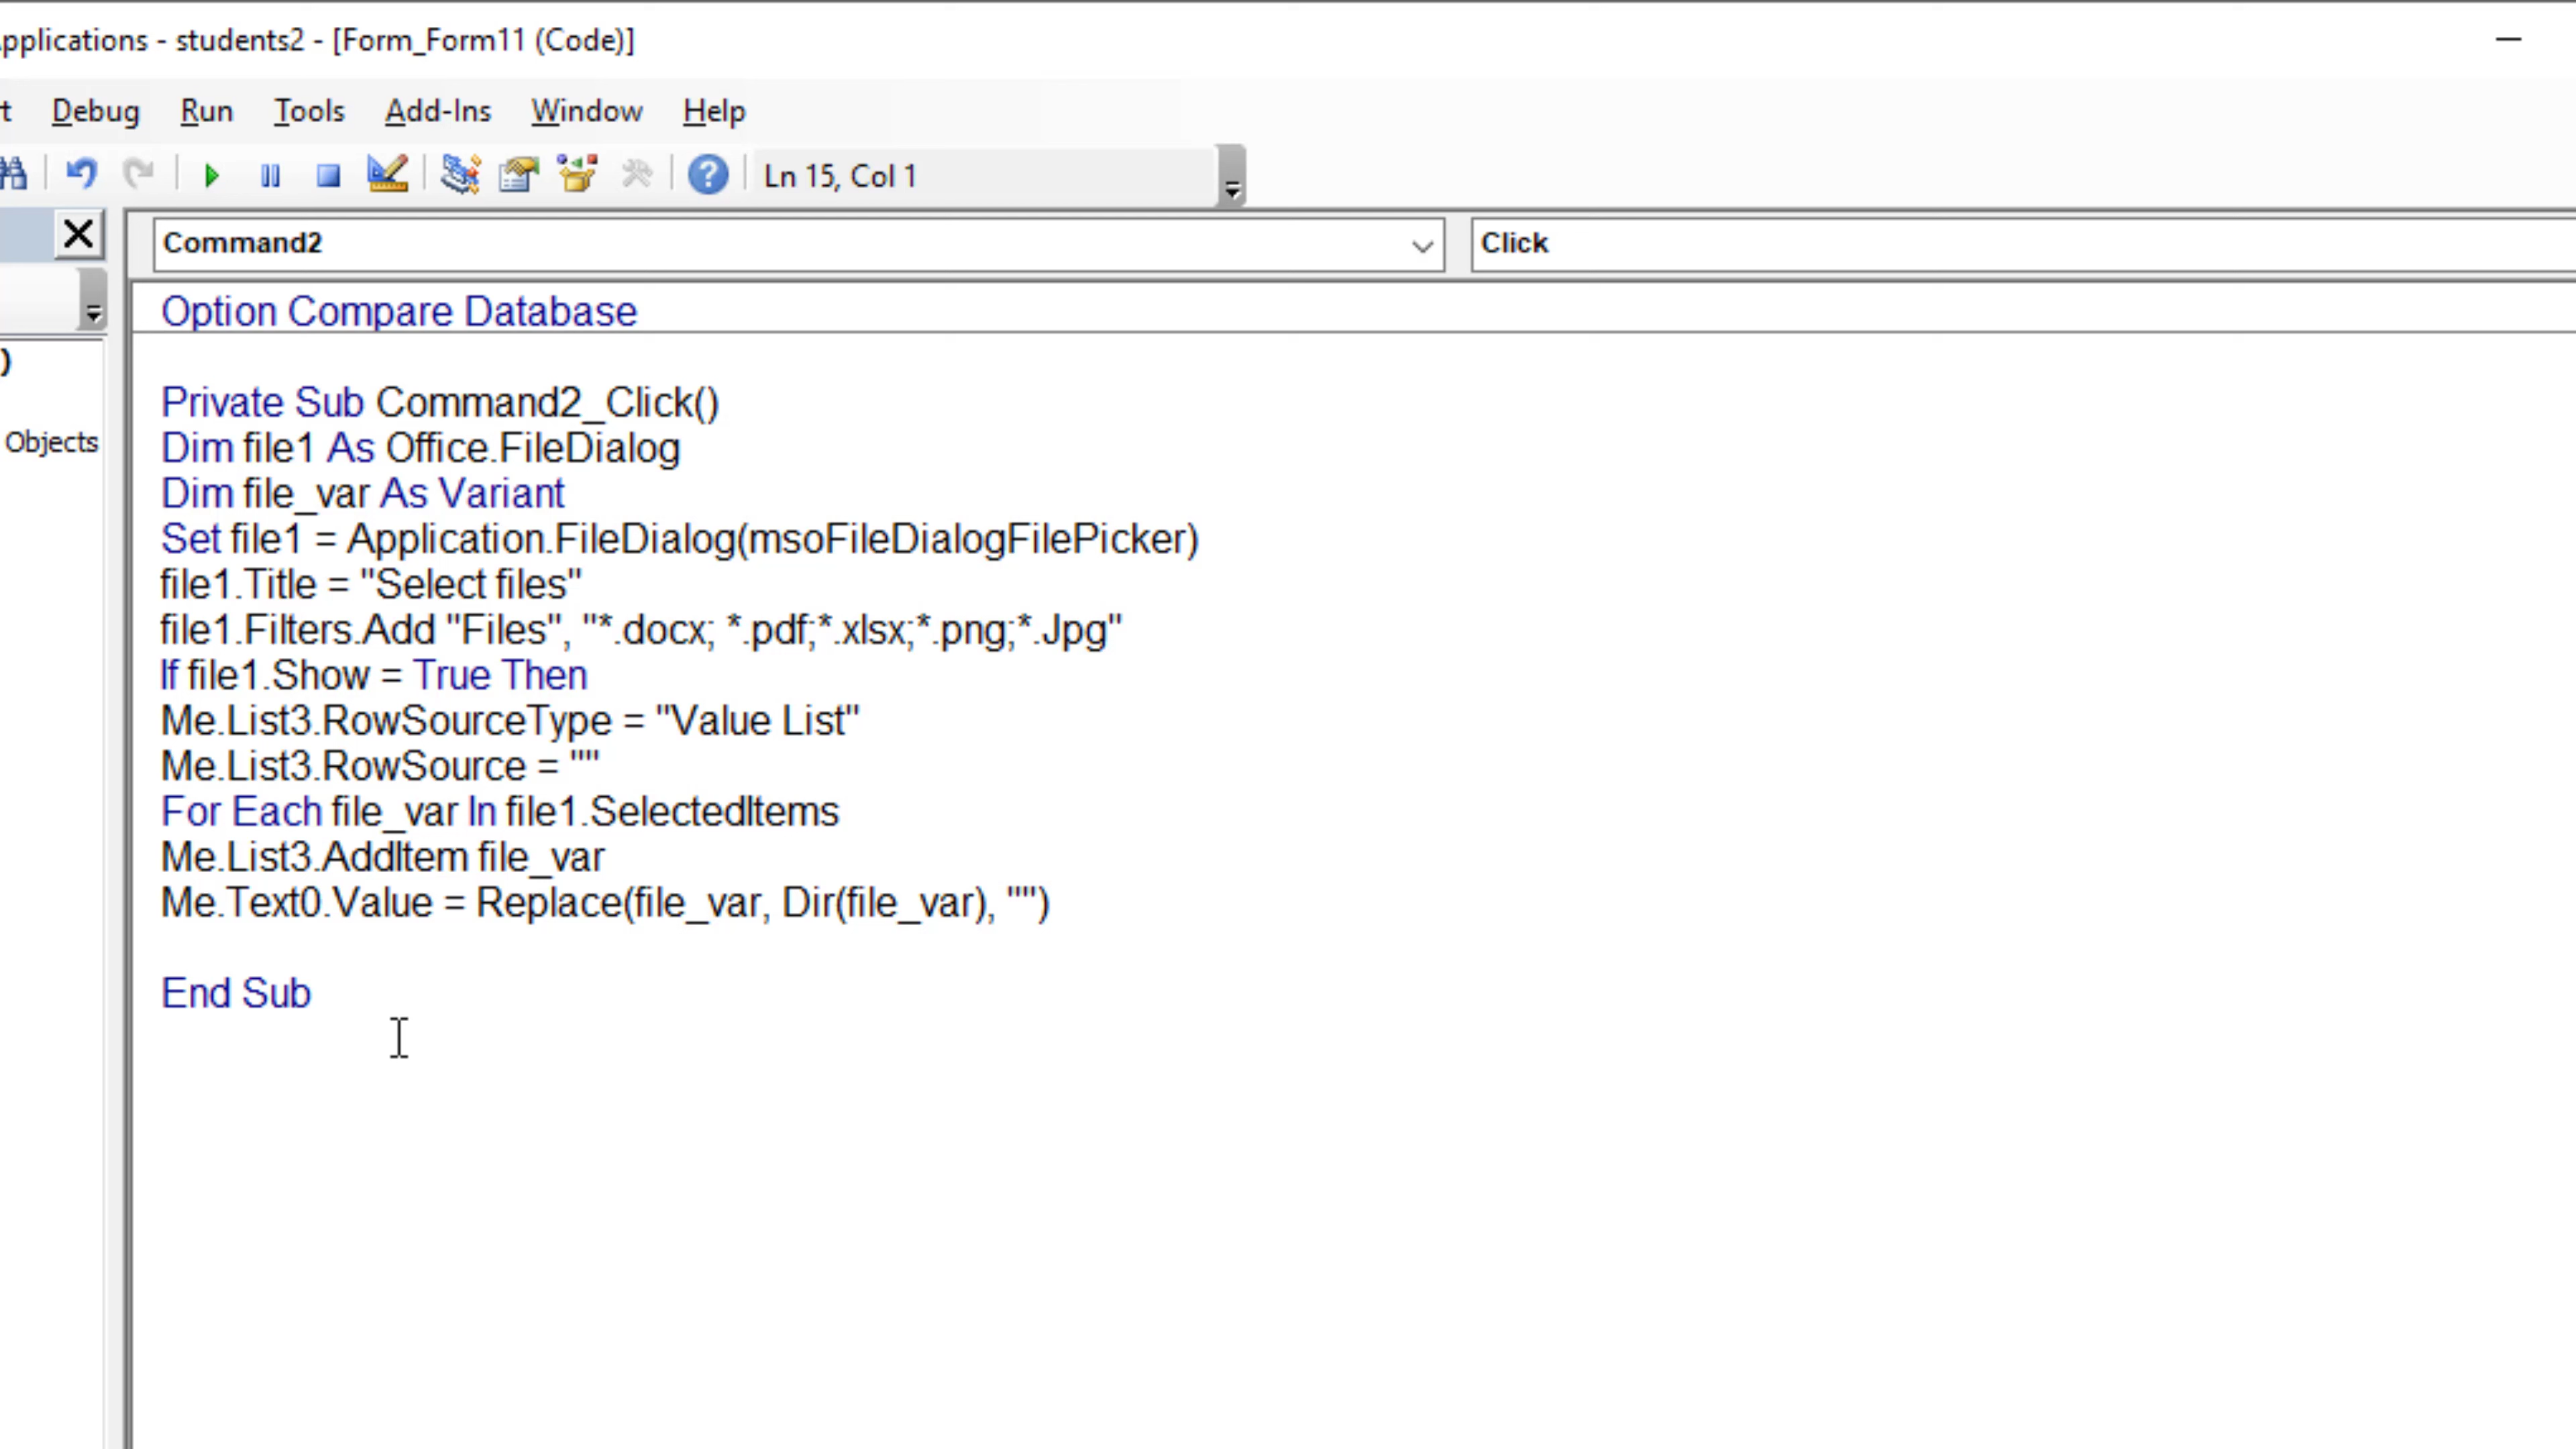 pplications - students2 - [Form_Form11 (Code)]
t Debug Run Tools Add-Ins Window Help
Ln 15, Col 1
Command2 Click
Option Compare Database
)
Objects
Private Sub Command2_Click()
Dim file1 As Office.FileDialog
Dim file_var As Variant
Set file1 = Application.FileDialog(msoFileDialogFilePicker)
file1.Title = "Select files"
file1.Filters.Add "Files", "*.docx; *.pdf;*.xlsx;*.png;*.Jpg"
If file1.Show = True Then
Me.List3.RowSourceType = "Value List"
Me.List3.RowSource = ""
For Each file_var In file1.SelectedItems
Me.List3.AddItem file_var
Me.Text0.Value = Replace(file_var, Dir(file_var), "")
End Sub